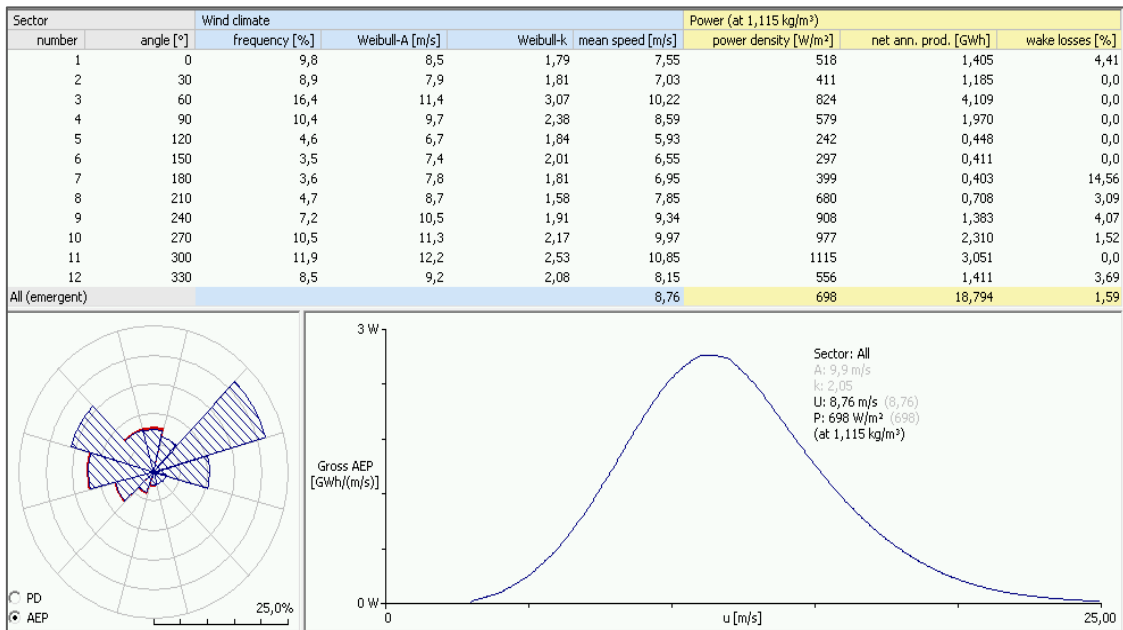 Sector Wind climate Power (at 1,115 kg/m³)
number angle [°] frequency [%] Weibull-A [m/s] Weibull-k mean speed [m/s] power density [W/m²] net ann. prod. [GWh] wake losses [%]
1 0 9,8 8,5 1,79 7,55 518 1,405 4,41
2 30 8,9 7,9 1,81 7,03 411 1,185 0,0
3 60 16,4 11,4 3,07 10,22 824 4,109 0,0
4 90 10,4 9,7 2,38 8,59 579 1,970 0,0
5 120 4,6 6,7 1,84 5,93 242 0,448 0,0
6 150 3,5 7,4 2,01 6,55 297 0,411 0,0
7 180 3,6 7,8 1,81 6,95 399 0,403 14,56
8 210 4,7 8,7 1,58 7,85 680 0,708 3,09
9 240 7,2 10,5 1,91 9,34 908 1,383 4,07
10 270 10,5 11,3 2,17 9,97 977 2,310 1,52
11 300 11,9 12,2 2,53 10,85 1115 3,051 0,0
12 330 8,5 9,2 2,08 8,15 556 1,411 3,69
All (emergent) 8,76 698 18,794 1,59
PD
AEP
25,0%
3 W
Gross AEP
[GWh/(m/s)]
0 W
0
u [m/s]
25,00
Sector: All
A: 9,9 m/s
k: 2,05
U: 8,76 m/s (8,76)
P: 698 W/m² (698)
(at 1,115 kg/m³)